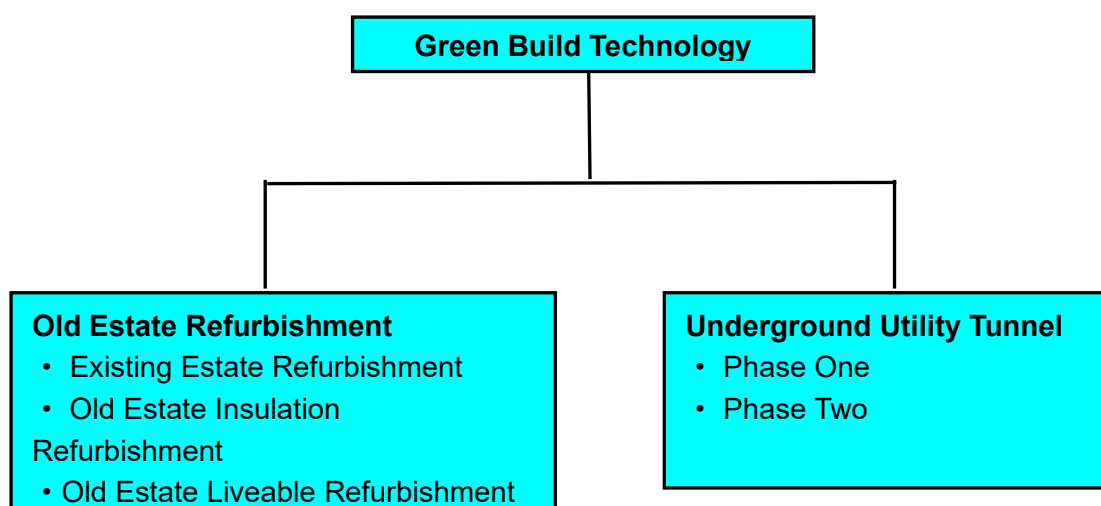 Green Build Technology
Old Estate Refurbishment
• Existing Estate Refurbishment
• Old Estate Insulation
Refurbishment
• Old Estate Liveable Refurbishment
Underground Utility Tunnel
• Phase One
• Phase Two